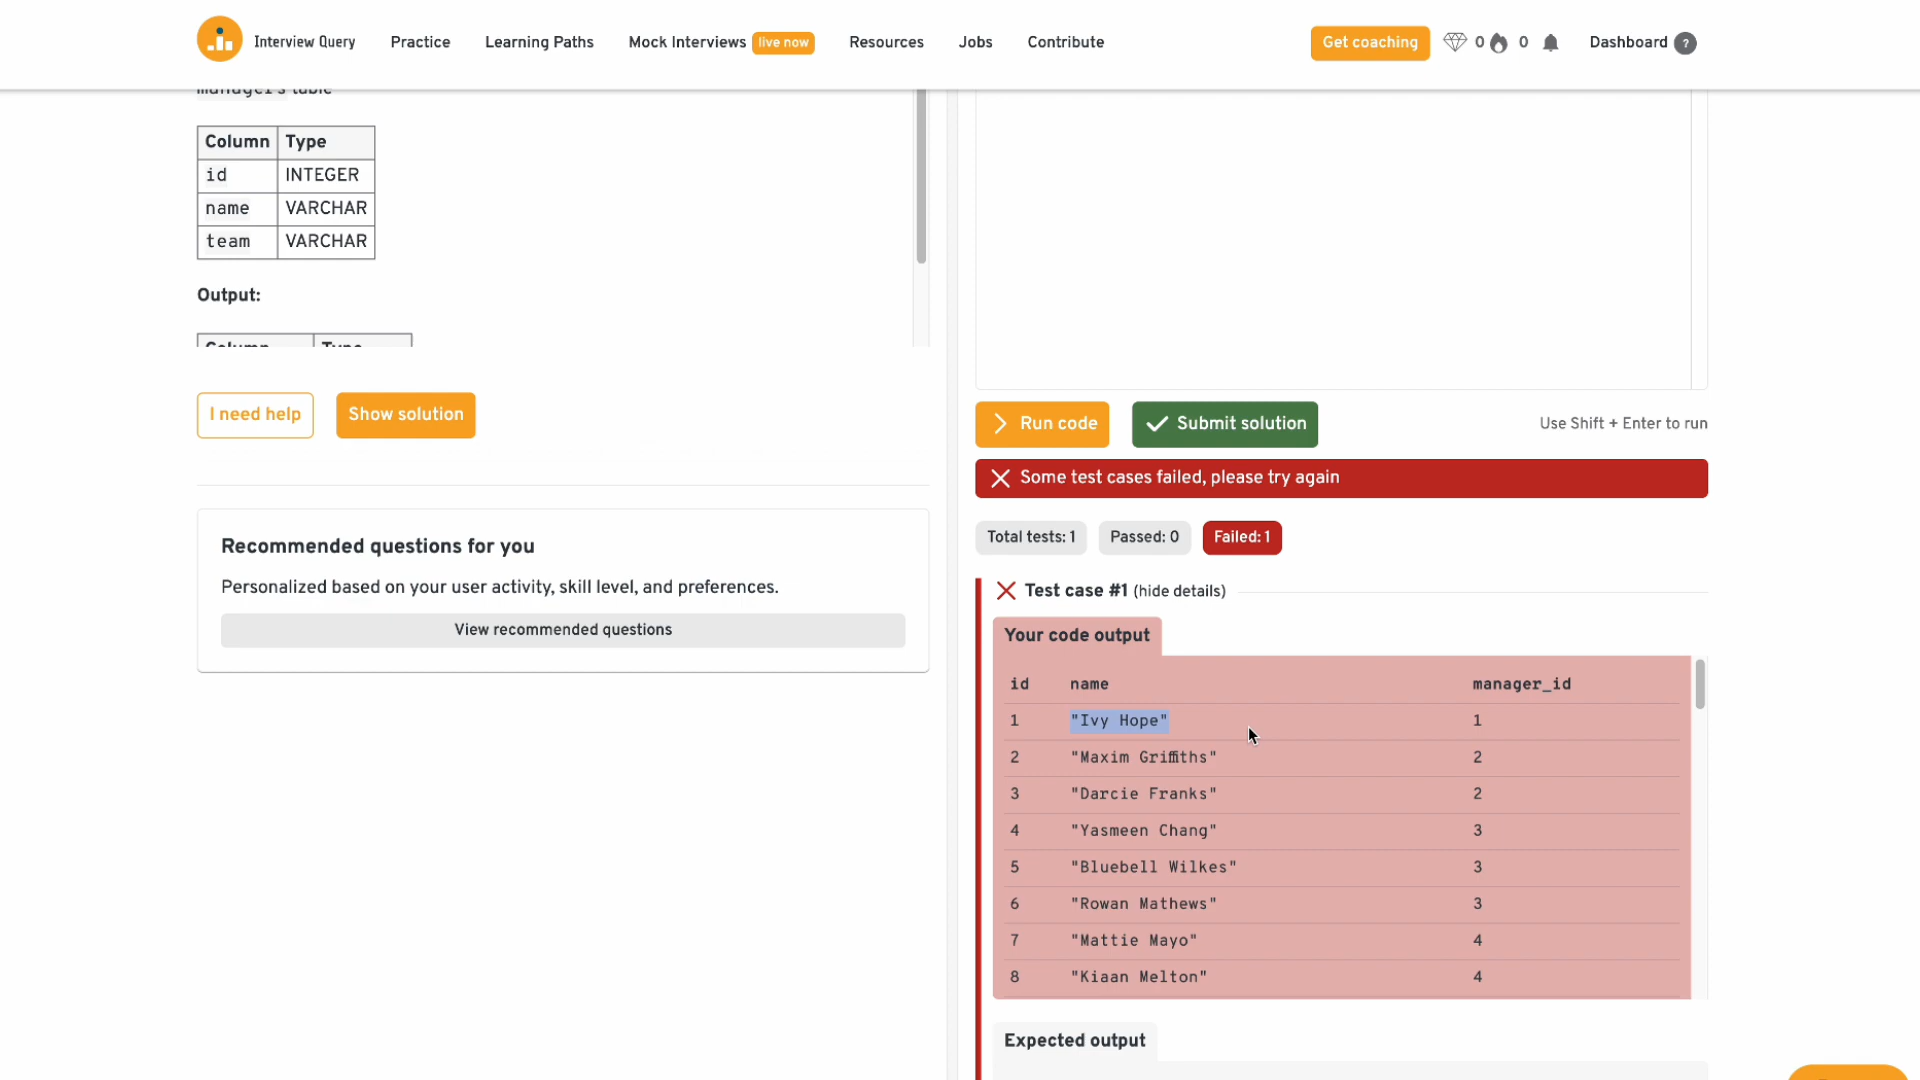 Interview Query
Practice
Learning Paths
Mock Interviews live now
Resources
Jobs
Contribute
Get coaching
0
0
Dashboard ?
managers table
Column Type
id INTEGER
name VARCHAR
team VARCHAR
Output:
Column Type
I need help
Show solution
Recommended questions for you
Personalized based on your user activity, skill level, and preferences.
View recommended questions
Run code
Submit solution
Use Shift + Enter to run
Some test cases failed, please try again
Total tests: 1
Passed: 0
Failed: 1
Test case #1 (hide details)
Your code output
id name manager_id
1 "Ivy Hope" 1
2 "Maxim Griffiths" 2
3 "Darcie Franks" 2
4 "Yasmeen Chang" 3
5 "Bluebell Wilkes" 3
6 "Rowan Mathews" 3
7 "Mattie Mayo" 4
8 "Kiaan Melton" 4
Expected output